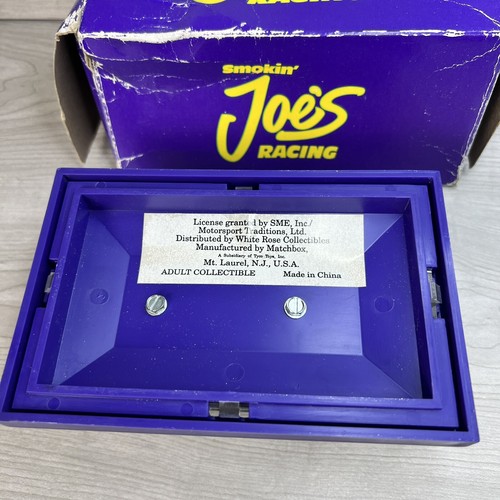 RACING
Smokin'
Joe's
RACING
License granted by SME, Inc./
Motorsport Traditions, Ltd.
Distributed by White Rose Collectibles
Manufactured by Matchbox,
A Subsidiary of Tyco Toys, Inc.
Mt. Laurel, N.J., U.S.A.
ADULT COLLECTIBLE Made in China